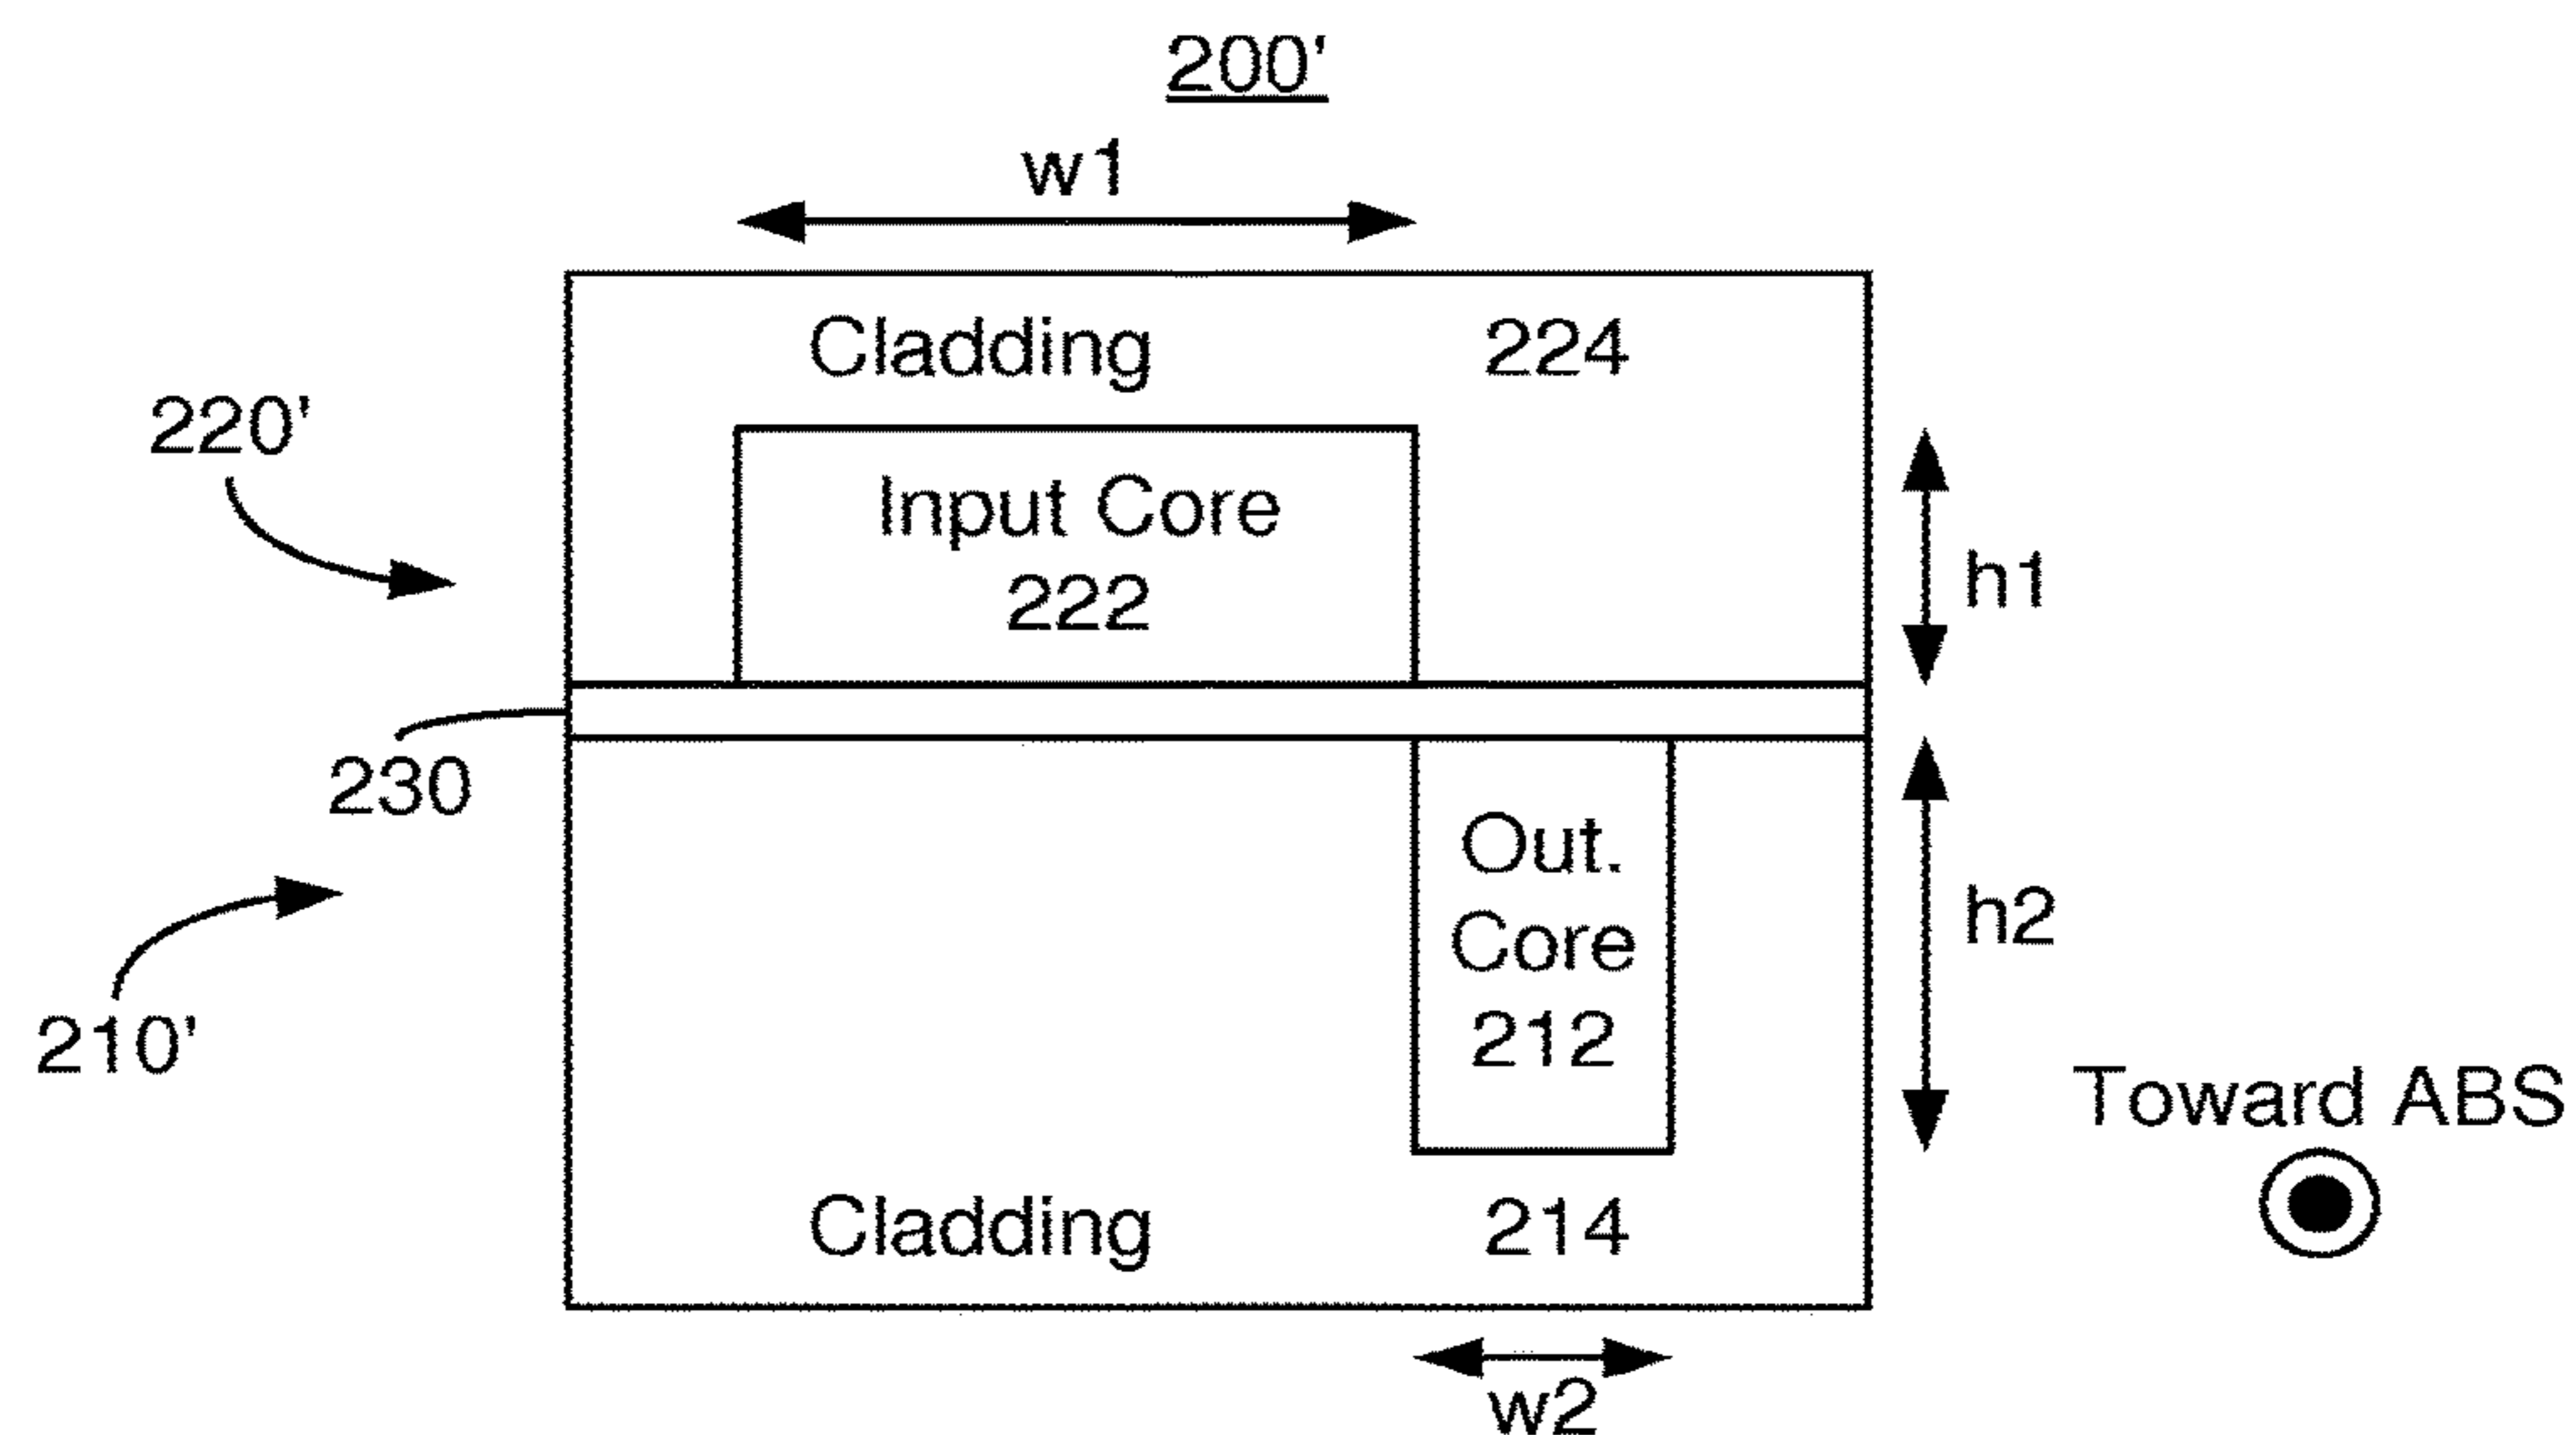 200'
w1
Cladding 224
220'
Input Core
222
h1
230
Out.
Core
212
h2
210'
Toward ABS
Cladding 214
w2